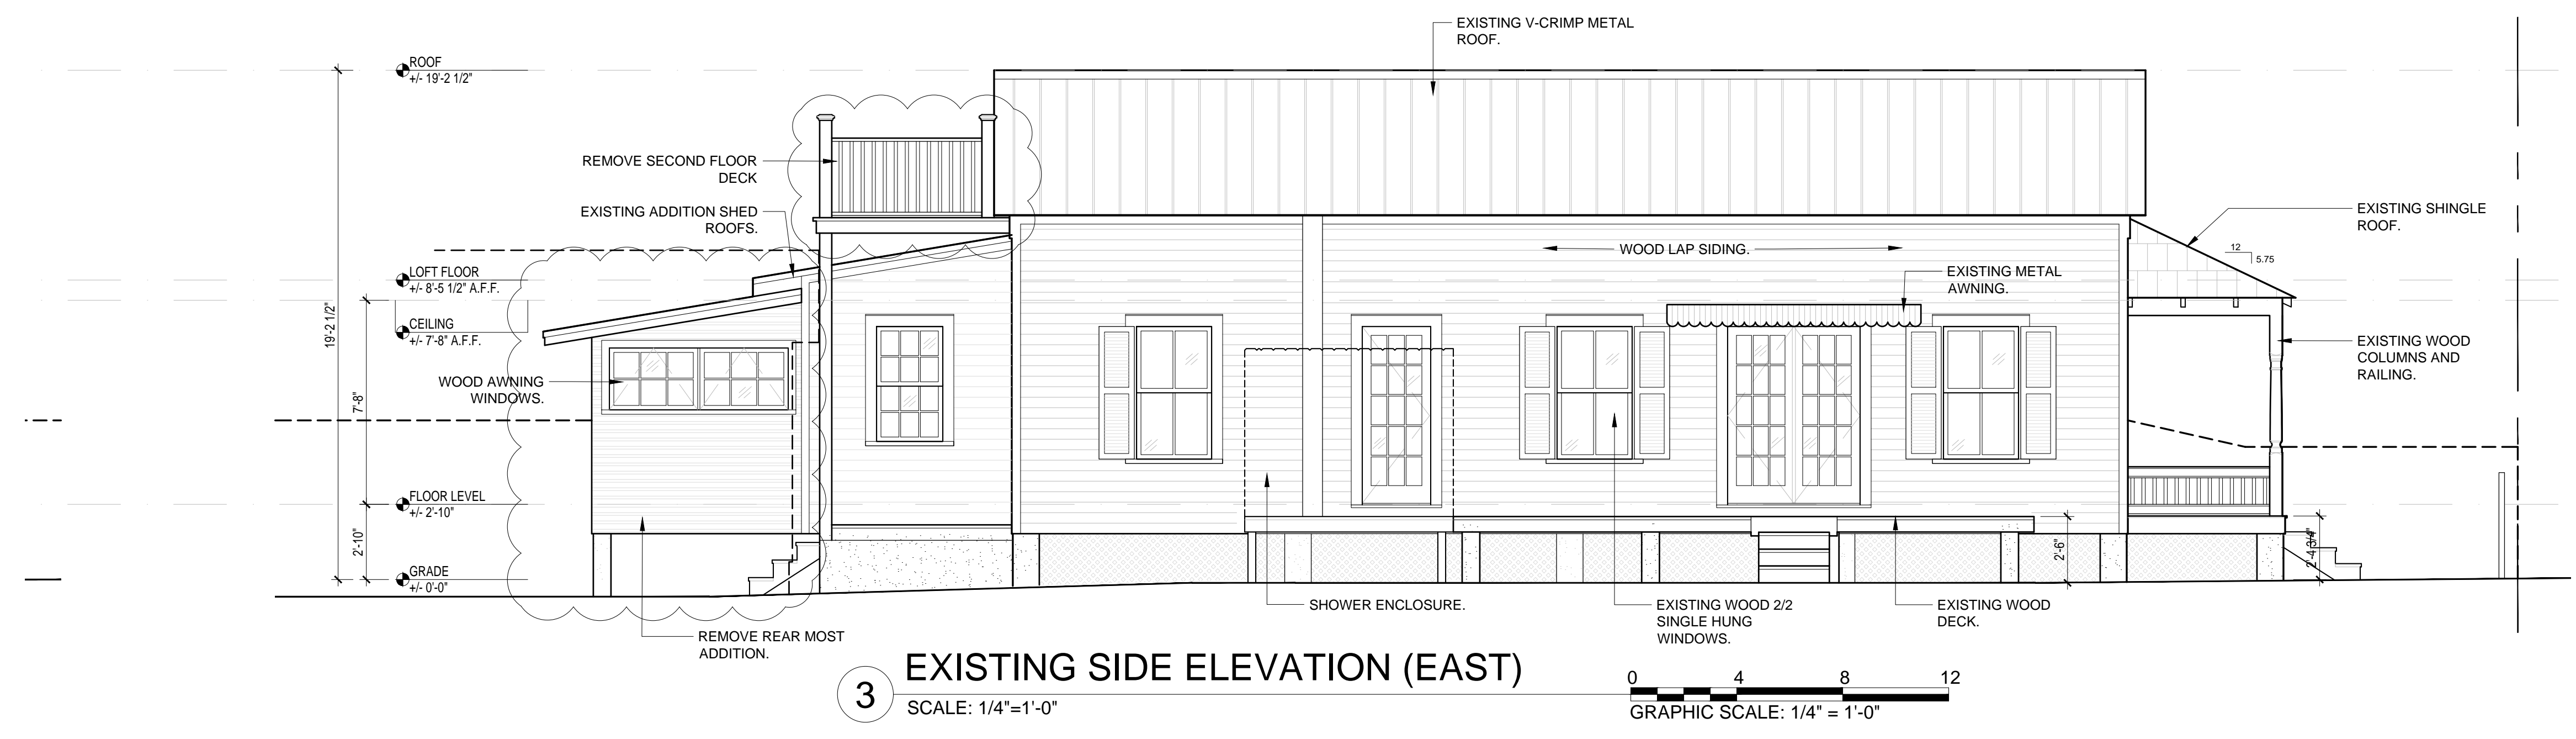 EXISTING V-CRIMP METAL
ROOF.
ROOF
+/- 19'-2 1/2"
REMOVE SECOND FLOOR
DECK
EXISTING ADDITION SHED
ROOFS.
EXISTING SHINGLE
ROOF.
12
5.75
WOOD LAP SIDING.
LOFT FLOOR
+/- 8'-5 1/2" A.F.F.
EXISTING METAL
AWNING.
19'-2 1/2"
CEILING
+/- 7'-8" A.F.F.
EXISTING WOOD
COLUMNS AND
RAILING.
WOOD AWNING
WINDOWS.
7'-8"
FLOOR LEVEL
+/- 2'-10"
2'-10"
2'-6"
2'-4 3/4"
GRADE
+/- 0'-0"
SHOWER ENCLOSURE.
EXISTING WOOD 2/2
SINGLE HUNG
WINDOWS.
EXISTING WOOD
DECK.
REMOVE REAR MOST
ADDITION.
3
EXISTING SIDE ELEVATION (EAST)
SCALE: 1/4"=1'-0"
0 4 8 12
GRAPHIC SCALE: 1/4" = 1'-0"